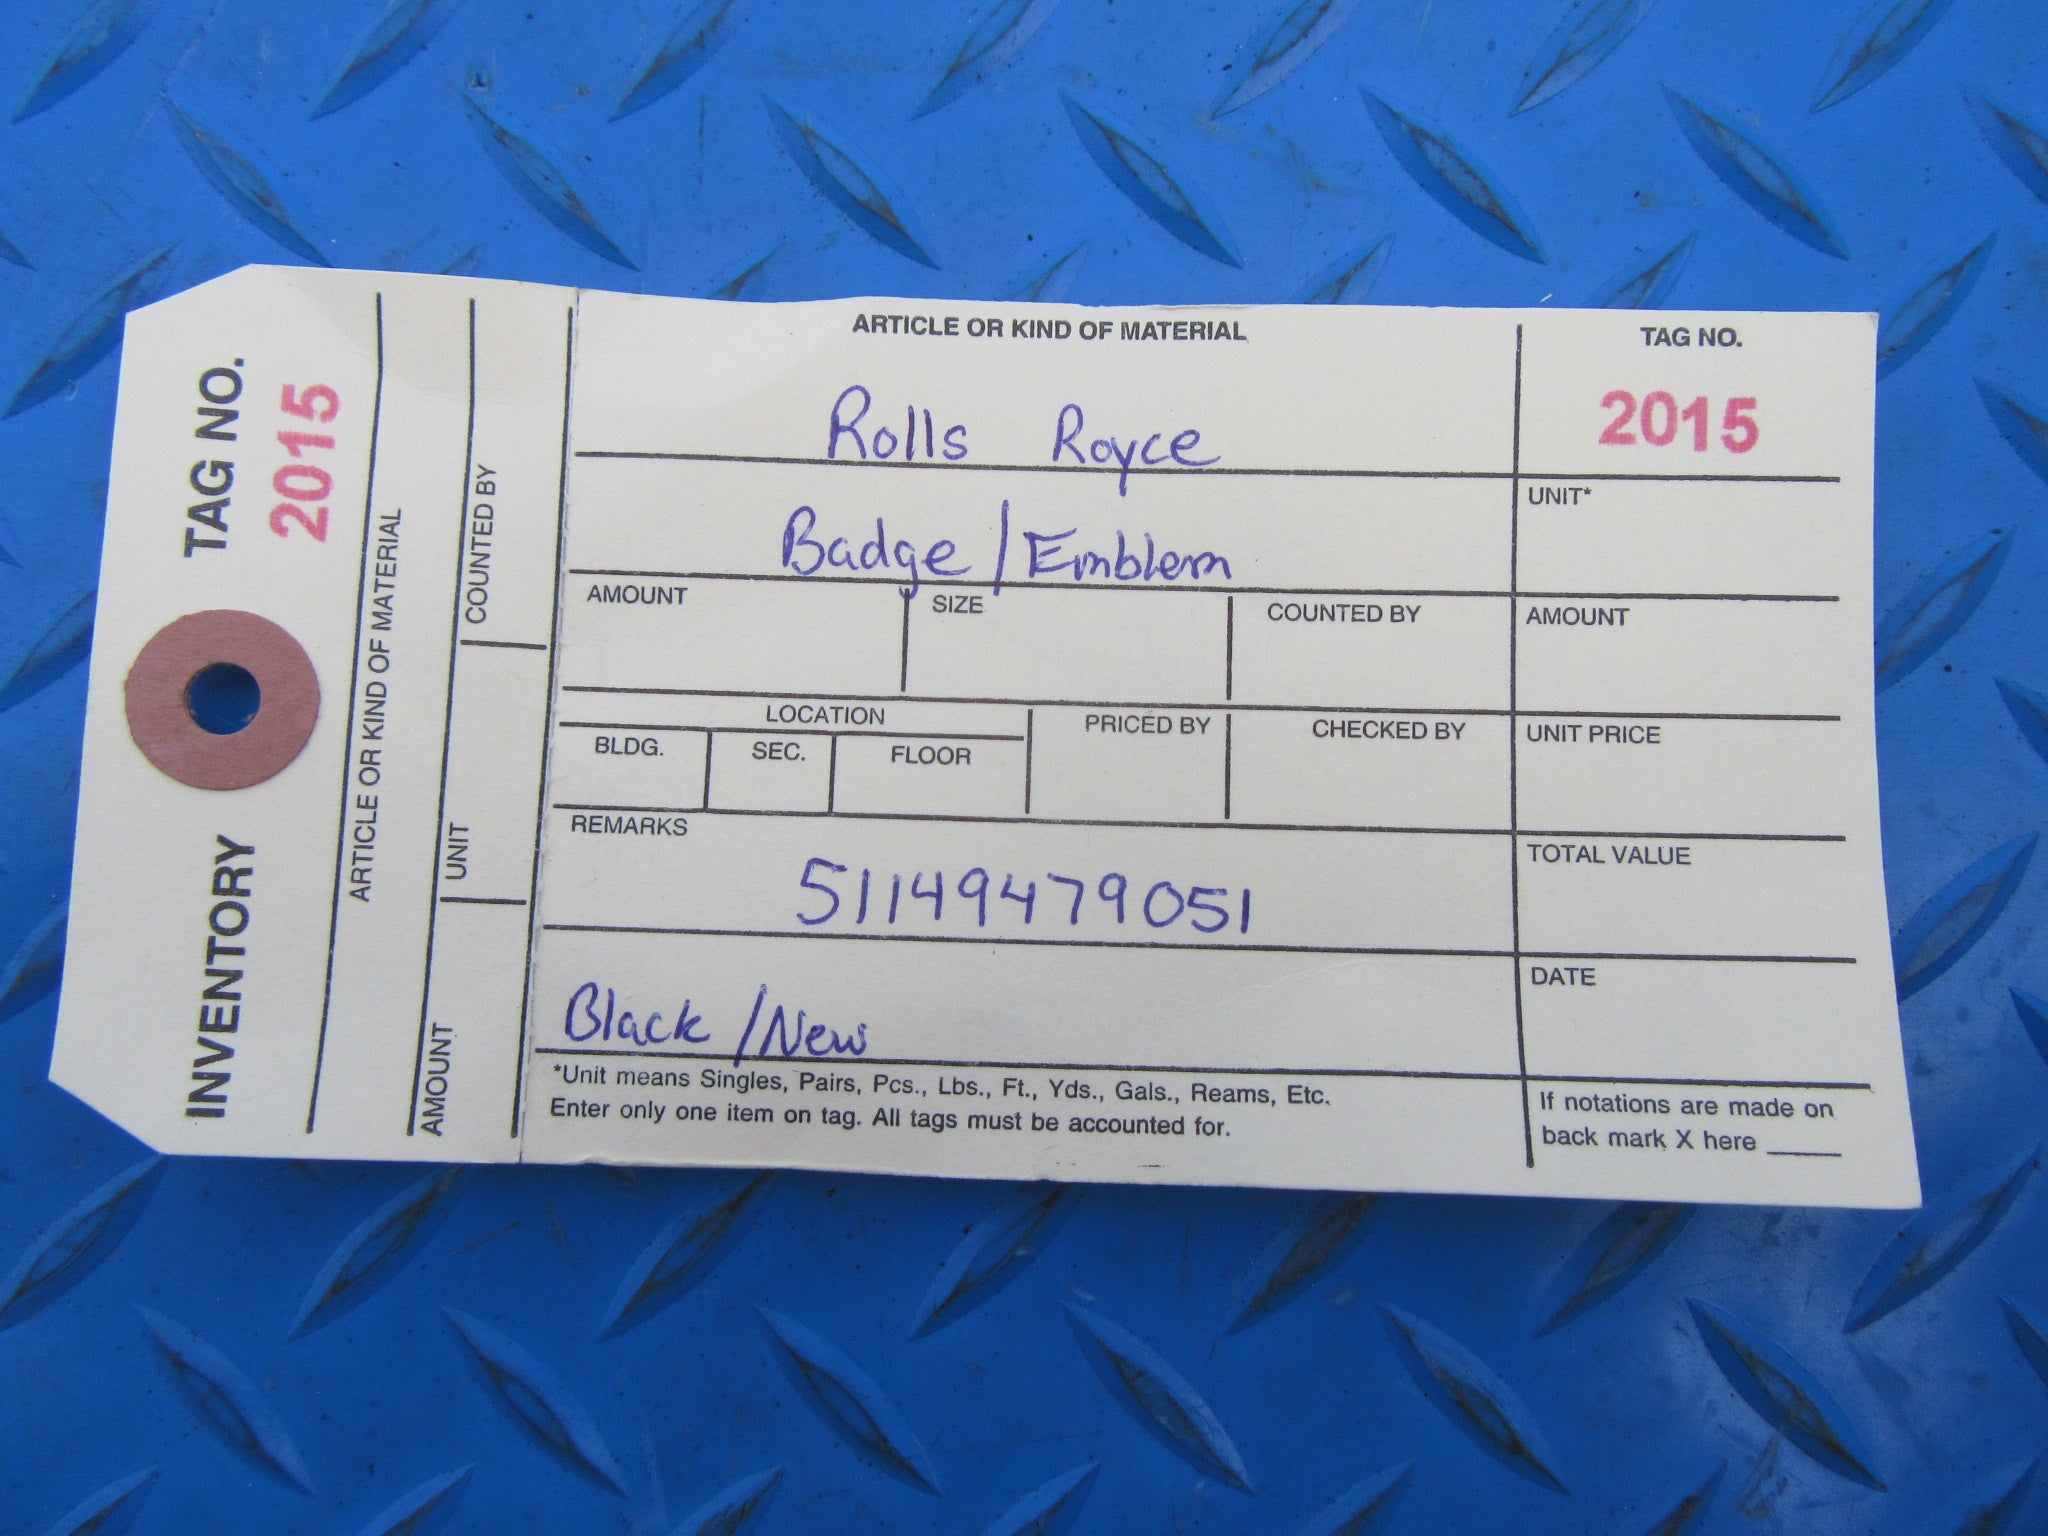 INVENTORY TAG NO.
2015
ARTICLE OR KIND OF MATERIAL
AMOUNT UNIT COUNTED BY
ARTICLE OR KIND OF MATERIAL
Rolls Royce
Badge/Emblem
TAG NO.
2015
UNIT*
AMOUNT SIZE COUNTED BY AMOUNT
LOCATION PRICED BY CHECKED BY UNIT PRICE
BLDG. SEC. FLOOR
REMARKS TOTAL VALUE
51149479051
DATE
Black/New
*Unit means Singles, Pairs, Pcs., Lbs., Ft., Yds., Gals., Reams, Etc.
Enter only one item on tag. All tags must be accounted for.
If notations are made on
back mark X here ____